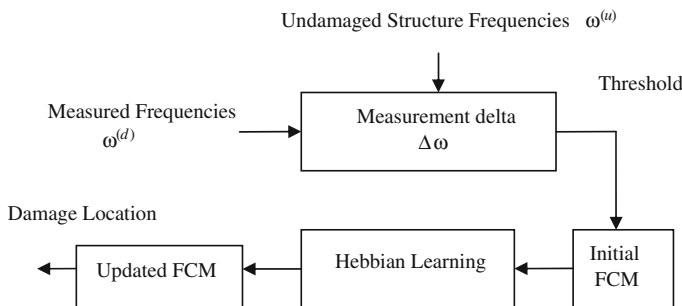 Undamaged Structure Frequencies ω(u)
Threshold
Measured Frequencies
ω(d)
Measurement delta
Δω
Damage Location
Updated FCM
Hebbian Learning
Initial
FCM